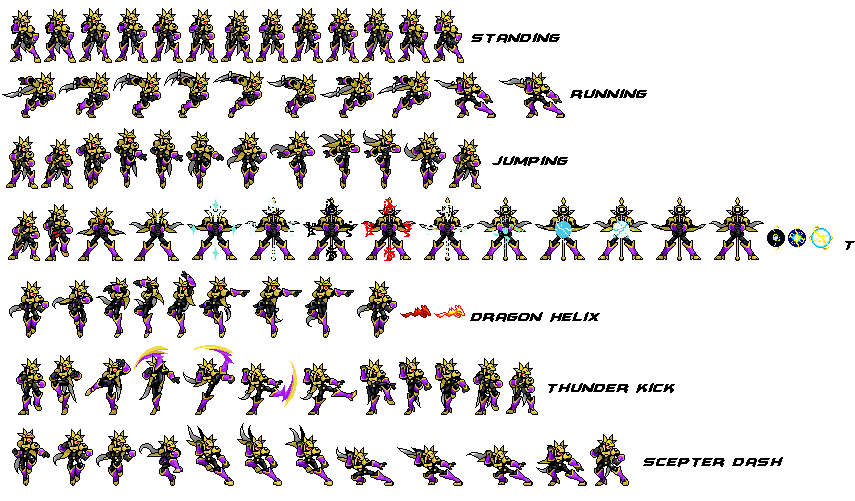 STANDING
RUNNING
JUMPING
T
DRAGON HELIX
THUNDER KICK
SCEPTER DASH